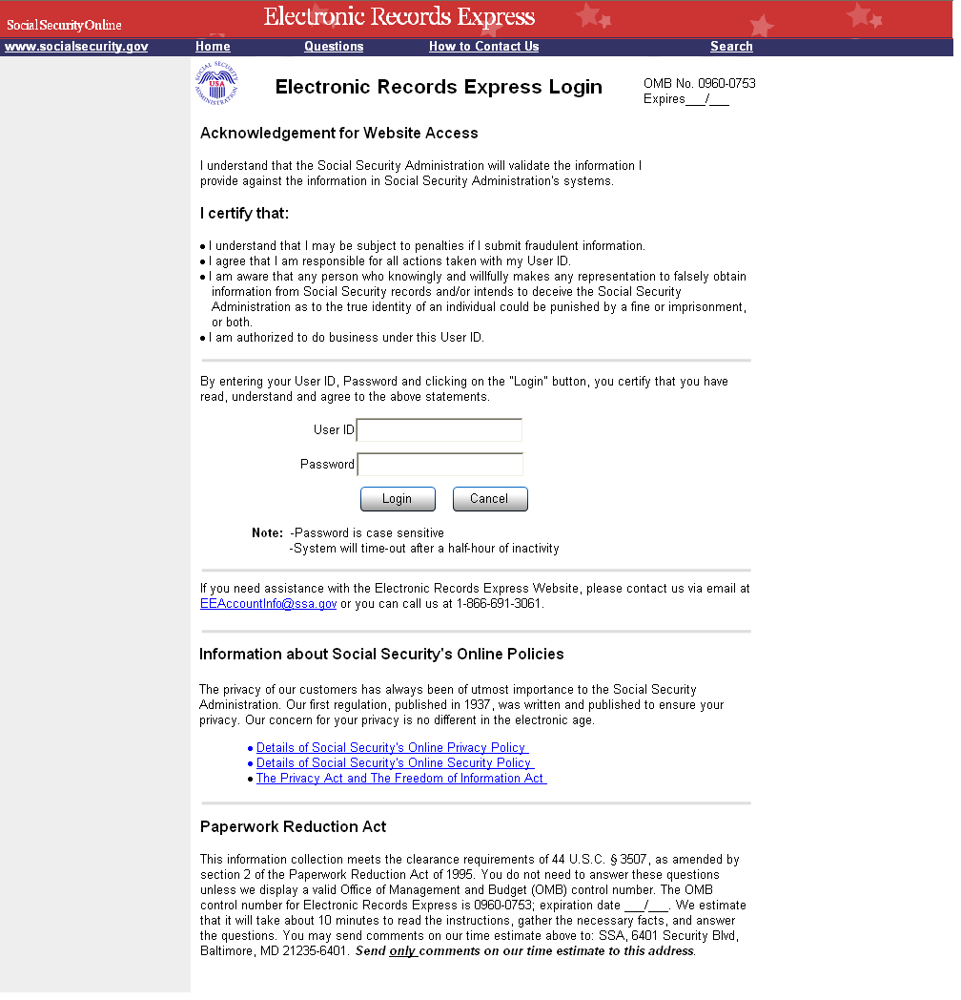 Social Security Online
Electronic Records Express
www.socialsecurity.gov Home Questions How to Contact Us Search
SOCIAL SECURITY ADMINISTRATION
USA
Electronic Records Express Login
OMB No. 0960-0753
Expires___/___
Acknowledgement for Website Access
I understand that the Social Security Administration will validate the information I
provide against the information in Social Security Administration's systems.
I certify that:
• I understand that I may be subject to penalties if I submit fraudulent information.
• I agree that I am responsible for all actions taken with my User ID.
• I am aware that any person who knowingly and willfully makes any representation to falsely obtain
information from Social Security records and/or intends to deceive the Social Security
Administration as to the true identity of an individual could be punished by a fine or imprisonment,
or both.
• I am authorized to do business under this User ID.
By entering your User ID, Password and clicking on the "Login" button, you certify that you have
read, understand and agree to the above statements.
User ID
Password
Login Cancel
Note: -Password is case sensitive
-System will time-out after a half-hour of inactivity
If you need assistance with the Electronic Records Express Website, please contact us via email at
EEAccountInfo@ssa.gov or you can call us at 1-866-691-3061.
Information about Social Security's Online Policies
The privacy of our customers has always been of utmost importance to the Social Security
Administration. Our first regulation, published in 1937, was written and published to ensure your
privacy. Our concern for your privacy is no different in the electronic age.
• Details of Social Security's Online Privacy Policy
• Details of Social Security's Online Security Policy
• The Privacy Act and The Freedom of Information Act
Paperwork Reduction Act
This information collection meets the clearance requirements of 44 U.S.C. § 3507, as amended by
section 2 of the Paperwork Reduction Act of 1995. You do not need to answer these questions
unless we display a valid Office of Management and Budget (OMB) control number. The OMB
control number for Electronic Records Express is 0960-0753; expiration date ___/___. We estimate
that it will take about 10 minutes to read the instructions, gather the necessary facts, and answer
the questions. You may send comments on our time estimate above to: SSA, 6401 Security Blvd,
Baltimore, MD 21235-6401. Send only comments on our time estimate to this address.